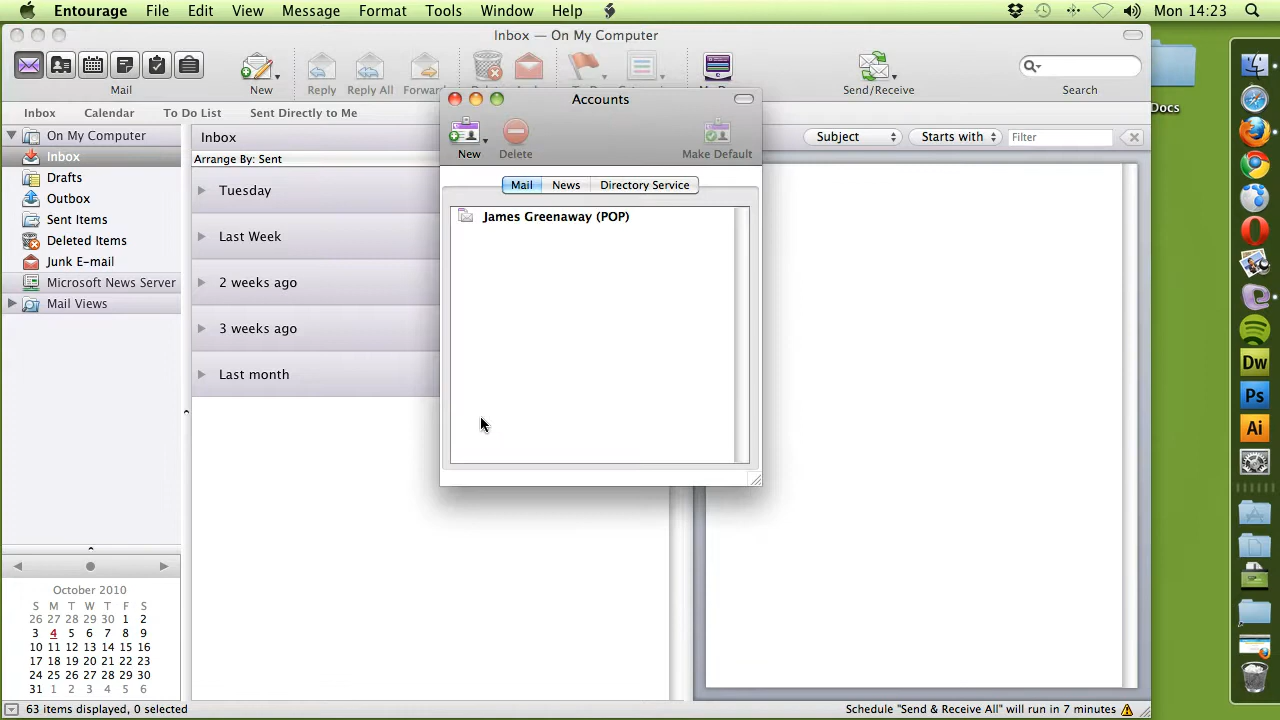 Entourage File Edit View Message Format Tools Window Help Mon 14:23
Inbox — On My Computer
Mail New Reply Reply All Forward Send/Receive Search
Inbox Calendar To Do List Sent Directly to Me
On My Computer
Inbox
Drafts
Outbox
Sent Items
Deleted Items
Junk E-mail
Microsoft News Server
Mail Views
Inbox Subject Starts with Filter
Arrange By: Sent
Tuesday
Last Week
2 weeks ago
3 weeks ago
Last month
Accounts
New Delete Make Default
Mail News Directory Service
James Greenaway (POP)
Docs
Dw
Ps
Ai
October 2010
S M T W T F S
26 27 28 29 30 1 2
3 4 5 6 7 8 9
10 11 12 13 14 15 16
17 18 19 20 21 22 23
24 25 26 27 28 29 30
31 1 2 3 4 5 6
63 items displayed, 0 selected
Schedule "Send & Receive All" will run in 7 minutes